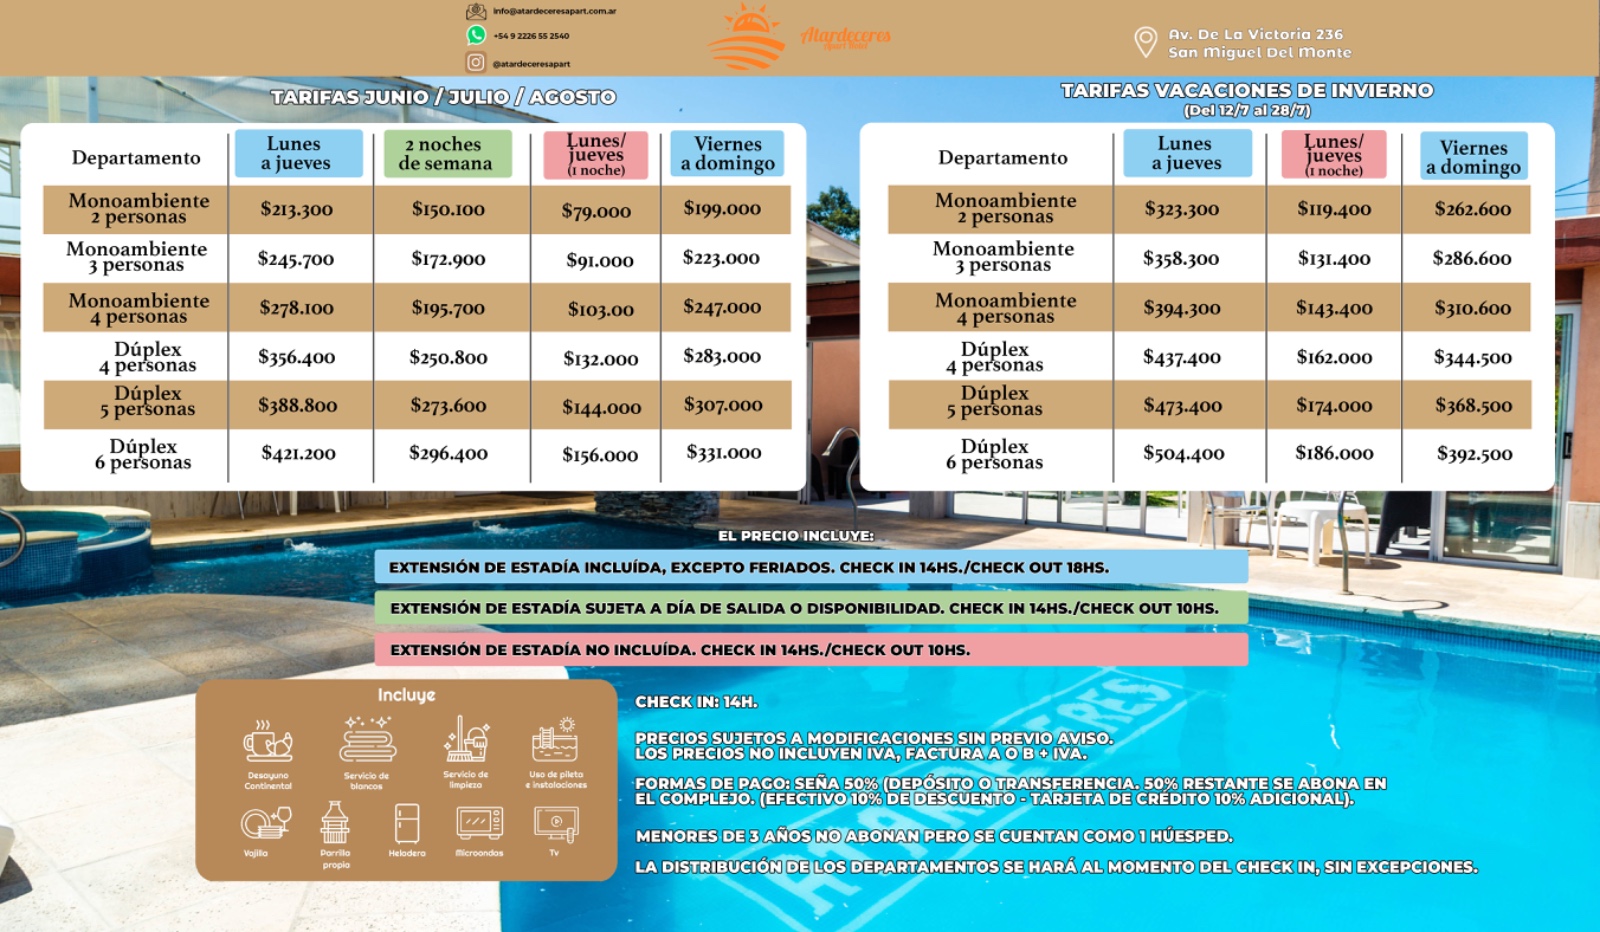 info@atardeceresapart.com.ar
+54 9 2226 55 2540
@atardeceresapart
Atardeceres
Apart Hotel
Av. De La Victoria 236
San Miguel Del Monte
TARIFAS JUNIO / JULIO / AGOSTO
Departamento
Lunes
a jueves
2 noches
de semana
Lunes/
jueves
(1 noche)
Viernes
a domingo
Monoambiente
2 personas
$213.300 $150.100 $79.000 $199.000
Monoambiente
3 personas
$245.700 $172.900 $91.000 $223.000
Monoambiente
4 personas
$278.100 $195.700 $103.00 $247.000
Dúplex
4 personas
$356.400 $250.800 $132.000 $283.000
Dúplex
5 personas
$388.800 $273.600 $144.000 $307.000
Dúplex
6 personas
$421.200 $296.400 $156.000 $331.000
TARIFAS VACACIONES DE INVIERNO
(Del 12/7 al 28/7)
Departamento
Lunes
a jueves
Lunes/
jueves
(1 noche)
Viernes
a domingo
Monoambiente
2 personas
$323.300 $119.400 $262.600
Monoambiente
3 personas
$358.300 $131.400 $286.600
Monoambiente
4 personas
$394.300 $143.400 $310.600
Dúplex
4 personas
$437.400 $162.000 $344.500
Dúplex
5 personas
$473.400 $174.000 $368.500
Dúplex
6 personas
$504.400 $186.000 $392.500
EL PRECIO INCLUYE:
EXTENSIÓN DE ESTADÍA INCLUÍDA, EXCEPTO FERIADOS. CHECK IN 14HS./CHECK OUT 18HS.
EXTENSIÓN DE ESTADÍA SUJETA A DÍA DE SALIDA O DISPONIBILIDAD. CHECK IN 14HS./CHECK OUT 10HS.
EXTENSIÓN DE ESTADÍA NO INCLUÍDA. CHECK IN 14HS./CHECK OUT 10HS.
Incluye
Desayuno
Continental
Servicio de
blancos
Servicio de
limpieza
Uso de pileta
e instalaciones
Vajilla
Parrilla
propia
Heladera
Microondas
Tv
CHECK IN: 14H.
PRECIOS SUJETOS A MODIFICACIONES SIN PREVIO AVISO.
LOS PRECIOS NO INCLUYEN IVA, FACTURA A O B + IVA.
FORMAS DE PAGO: SEÑA 50% (DEPÓSITO O TRANSFERENCIA. 50% RESTANTE SE ABONA EN
EL COMPLEJO. (EFECTIVO 10% DE DESCUENTO - TARJETA DE CRÉDITO 10% ADICIONAL).
MENORES DE 3 AÑOS NO ABONAN PERO SE CUENTAN COMO 1 HÚESPED.
LA DISTRIBUCIÓN DE LOS DEPARTAMENTOS SE HARÁ AL MOMENTO DEL CHECK IN, SIN EXCEPCIONES.
ATARDECERES